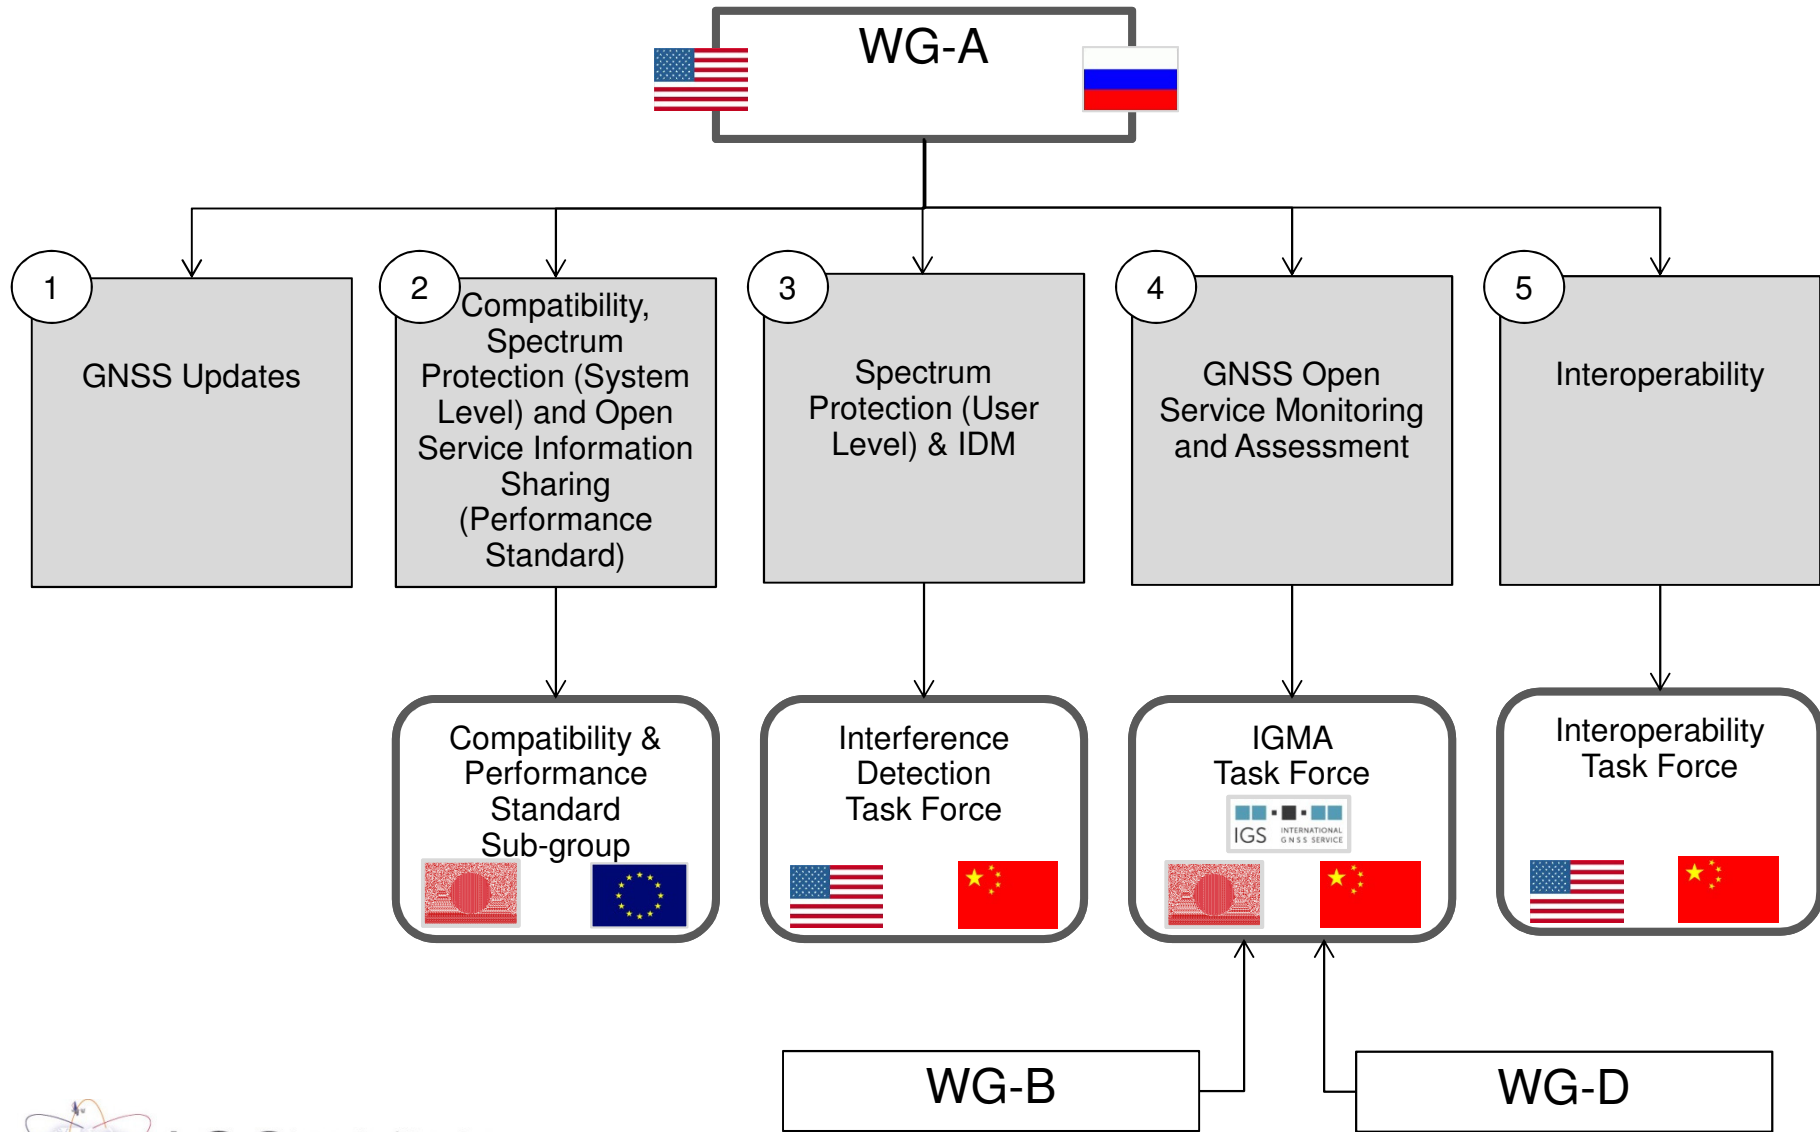 WG-A
1
GNSS Updates
2
Compatibility,
Spectrum
Protection (System
Level) and Open
Service Information
Sharing
(Performance
Standard)
3
Spectrum
Protection (User
Level) & IDM
4
GNSS Open
Service Monitoring
and Assessment
5
Interoperability
Compatibility &
Performance
Standard
Sub-group
Interference
Detection
Task Force
IGMA
Task Force
IGS
INTERNATIONAL
GNSS SERVICE
Interoperability
Task Force
WG-B
WG-D